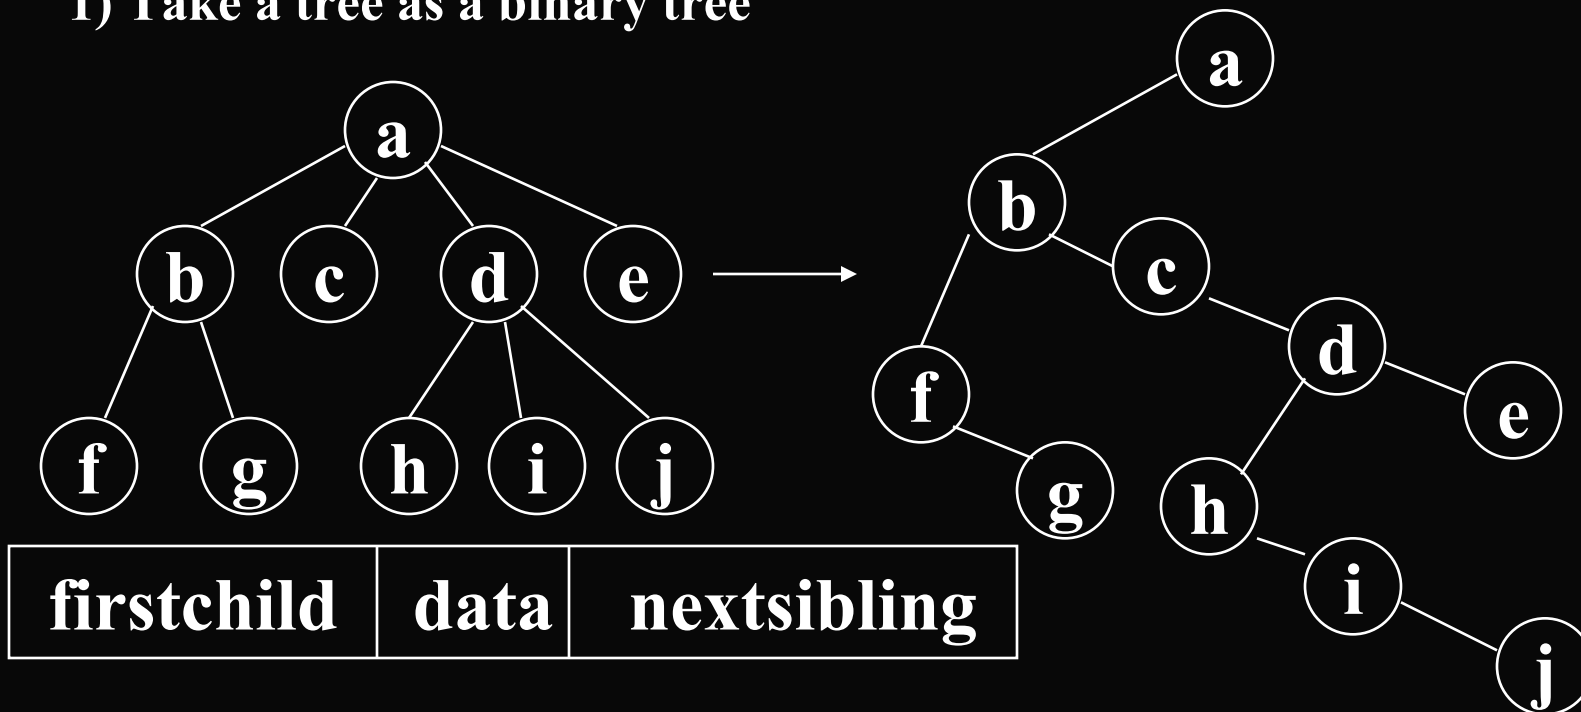 1) Take a tree as a binary tree
a
b c d e
f g h i j
a
b
c
d
e
f
g
h
i
j
firstchild data nextsibling